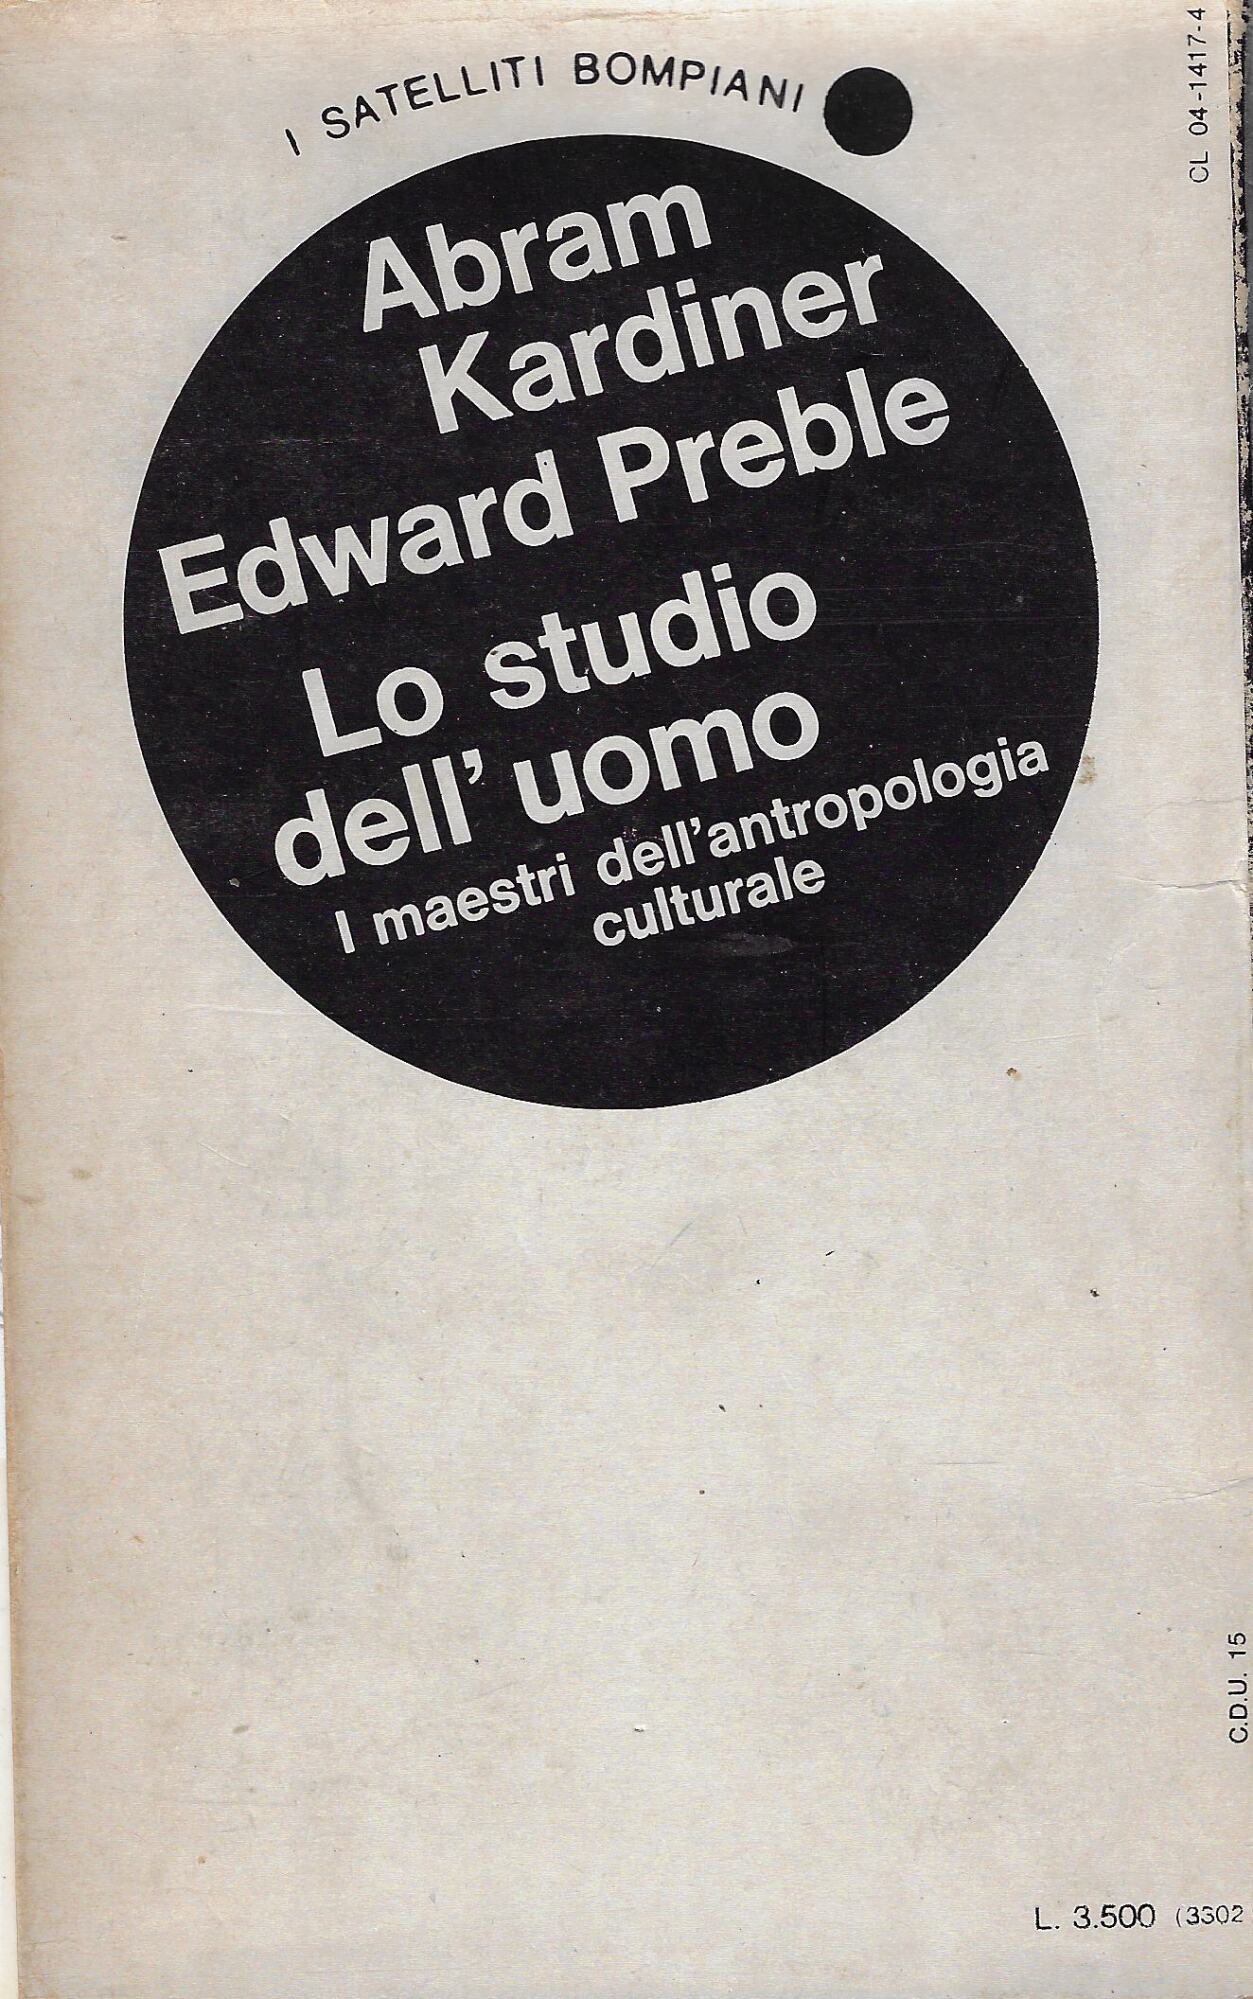 I SATELLITI BOMPIANI
CL 04-1417-4
Abram
Kardiner
Edward Preble
Lo studio
dell'uomo
I maestri dell'antropologia
culturale
C.D.U. 15
L. 3.500 (3302